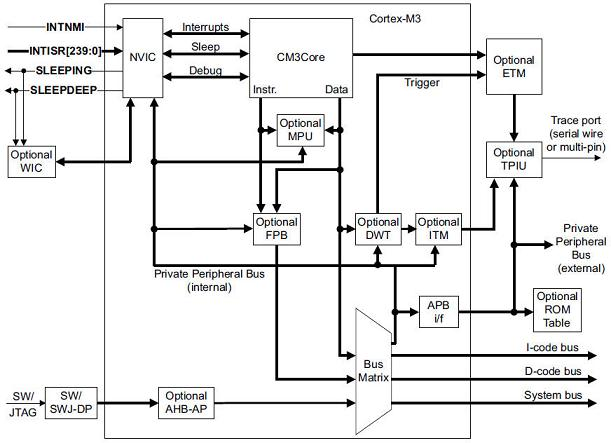 Cortex-M3
INTNMI
INTISR[239:0]
SLEEPING
SLEEPDEEP
NVIC
Interrupts
Sleep
Debug
CM3Core
Instr.
Data
Trigger
Optional
ETM
Optional
MPU
Optional
WIC
Optional
TPIU
Trace port
(serial wire
or multi-pin)
Optional
FPB
Optional
DWT
Optional
ITM
Private Peripheral Bus
(internal)
Private
Peripheral
Bus
(external)
APB
i/f
Optional
ROM
Table
Bus
Matrix
I-code bus
D-code bus
System bus
SW/
JTAG
SW/
SWJ-DP
Optional
AHB-AP